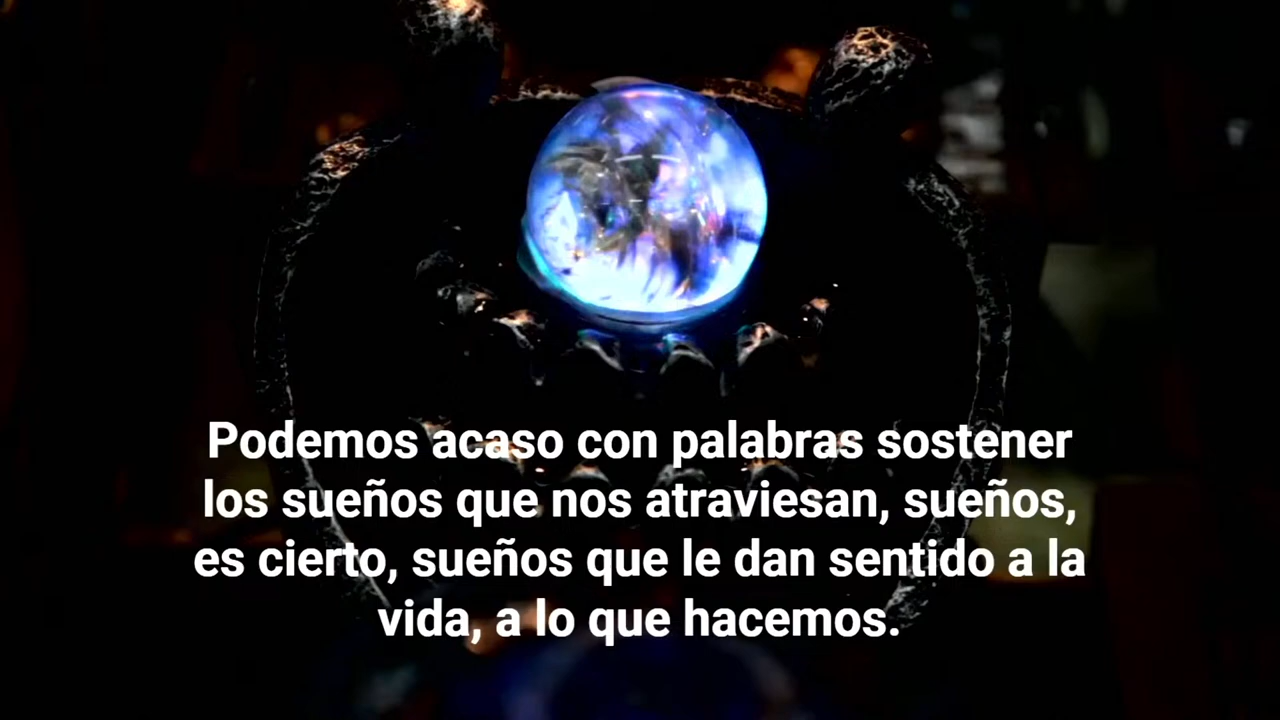 Podemos acaso con palabras sostener
los sueños que nos atraviesan, sueños,
es cierto, sueños que le dan sentido a la
vida, a lo que hacemos.